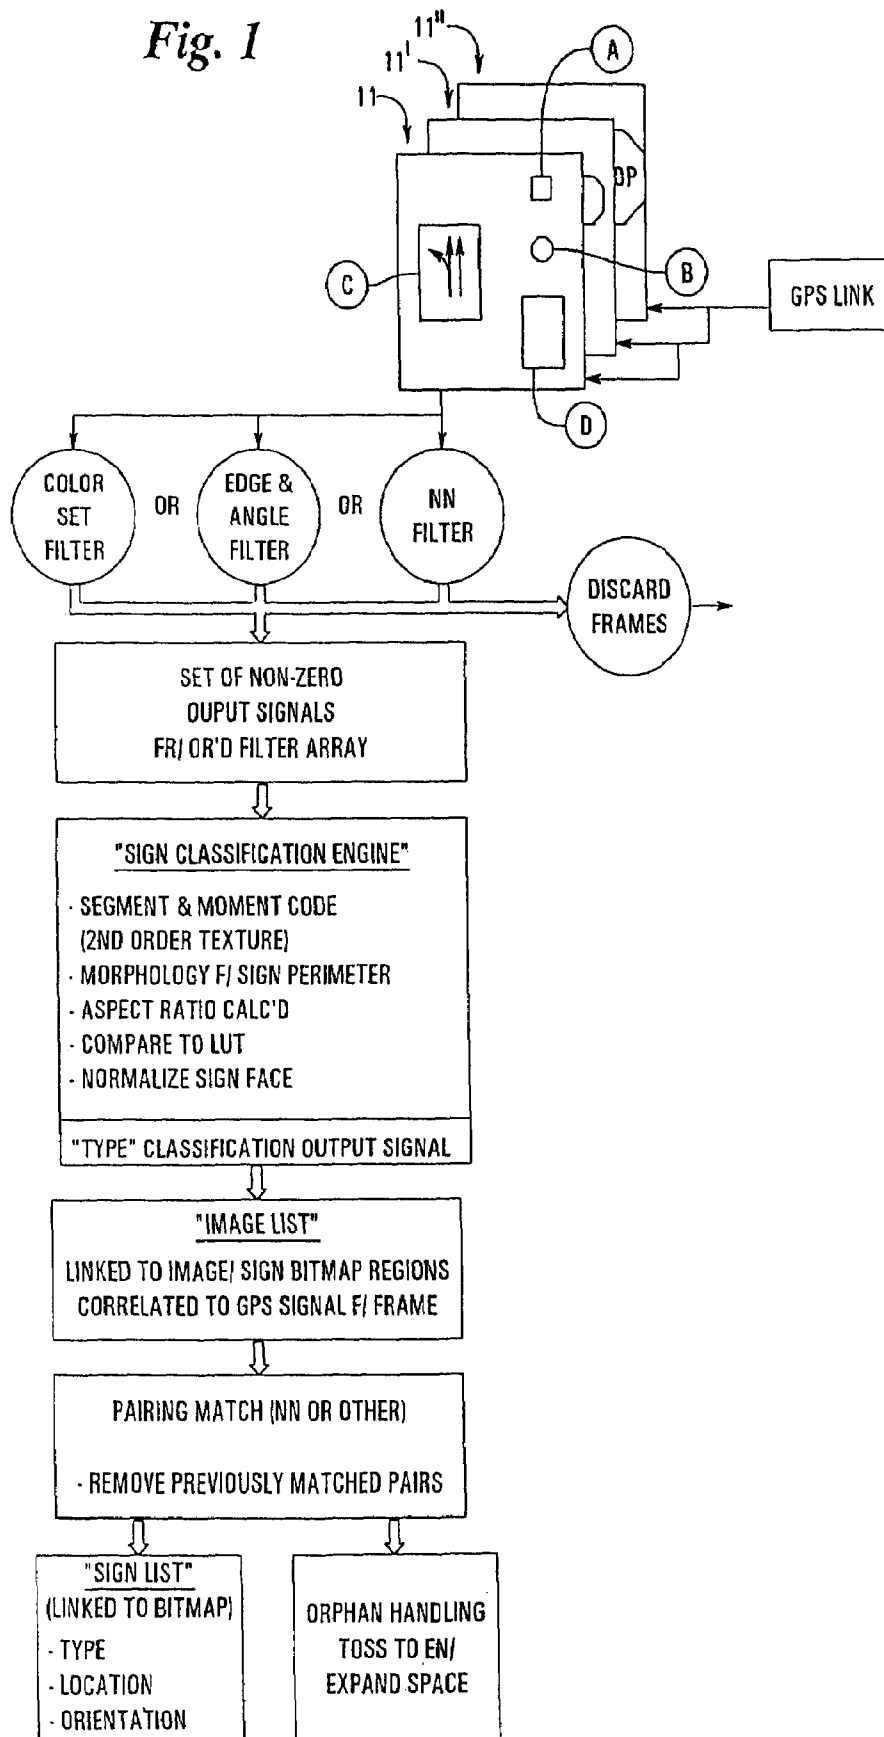 Fig. 1
11"
11'
11
A
OP
B
C
GPS LINK
D
COLOR
SET
FILTER
OR
EDGE &
ANGLE
FILTER
OR
NN
FILTER
DISCARD
FRAMES
SET OF NON-ZERO
OUPUT SIGNALS
FR/ OR'D FILTER ARRAY
"SIGN CLASSIFICATION ENGINE"
· SEGMENT & MOMENT CODE
(2ND ORDER TEXTURE)
· MORPHOLOGY F/ SIGN PERIMETER
· ASPECT RATIO CALC'D
· COMPARE TO LUT
· NORMALIZE SIGN FACE
"TYPE" CLASSIFICATION OUTPUT SIGNAL
"IMAGE LIST"
LINKED TO IMAGE/ SIGN BITMAP REGIONS
CORRELATED TO GPS SIGNAL F/ FRAME
PAIRING MATCH (NN OR OTHER)
· REMOVE PREVIOUSLY MATCHED PAIRS
"SIGN LIST"
(LINKED TO BITMAP)
· TYPE
· LOCATION
· ORIENTATION
ORPHAN HANDLING
TOSS TO EN/
EXPAND SPACE